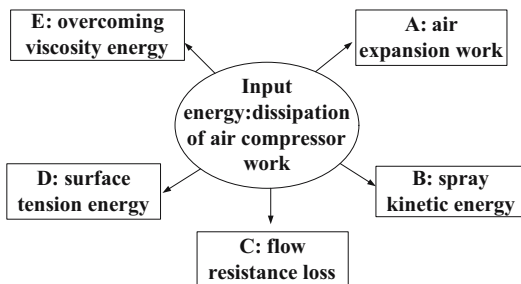 E: overcoming
viscosity energy
A: air
expansion work
Input
energy:dissipation
of air compressor
work
D: surface
tension energy
B: spray
kinetic energy
C: flow
resistance loss